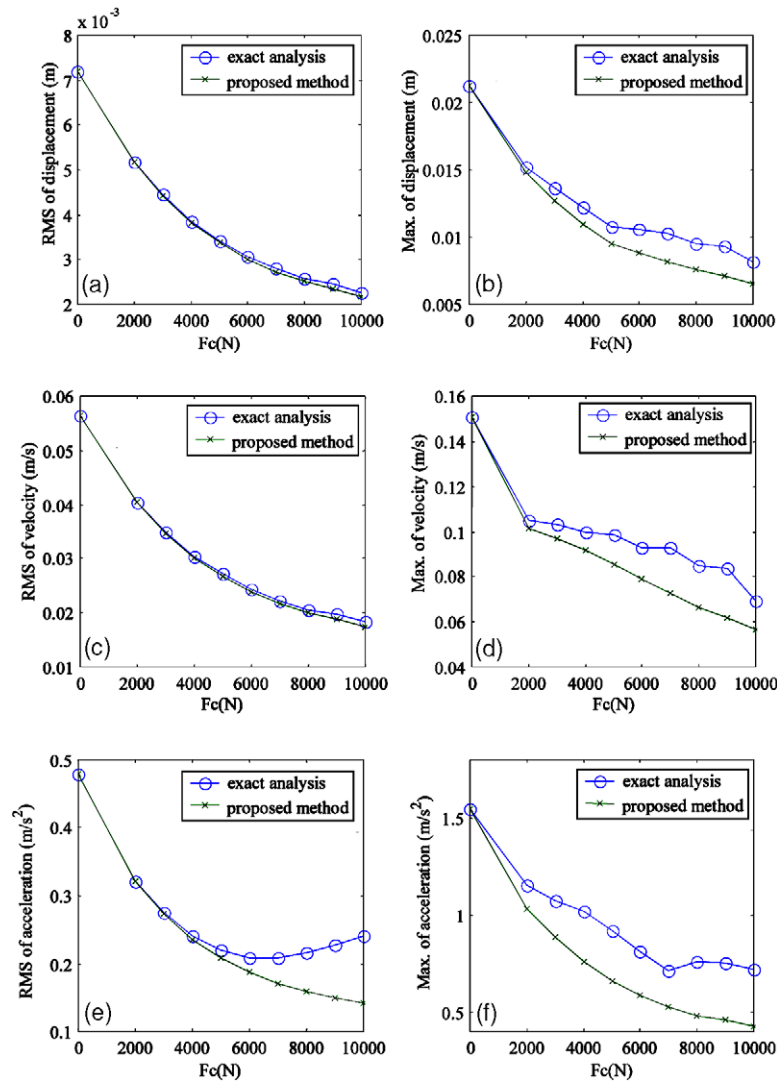 x 10⁻³
8
7
6
5
4
3
2
RMS of displacement (m)
exact analysis
proposed method
(a)
0 2000 4000 6000 8000 10000
Fc(N)
0.025
0.02
0.015
0.01
0.005
Max. of displacement (m)
exact analysis
proposed method
(b)
0 2000 4000 6000 8000 10000
Fc(N)
0.06
0.05
0.04
0.03
0.02
0.01
RMS of velocity (m/s)
exact analysis
proposed method
(c)
0 2000 4000 6000 8000 10000
Fc(N)
0.16
0.14
0.12
0.1
0.08
0.06
0.04
Max. of velocity (m/s)
exact analysis
proposed method
(d)
0 2000 4000 6000 8000 10000
Fc(N)
0.5
0.4
0.3
0.2
0.1
RMS of acceleration (m/s²)
exact analysis
proposed method
(e)
0 2000 4000 6000 8000 10000
Fc(N)
1.5
1
0.5
Max. of acceleration (m/s²)
exact analysis
proposed method
(f)
0 2000 4000 6000 8000 10000
Fc(N)